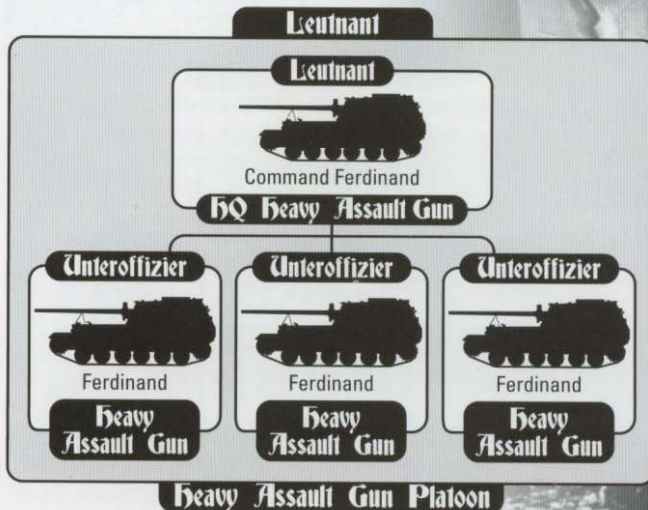 Leutnant
Leutnant
Command Ferdinand
HQ Heavy Assault Gun
Unteroffizier Unteroffizier Unteroffizier
Ferdinand Ferdinand Ferdinand
Heavy Heavy Heavy
Assault Gun Assault Gun Assault Gun
Heavy Assault Gun Platoon